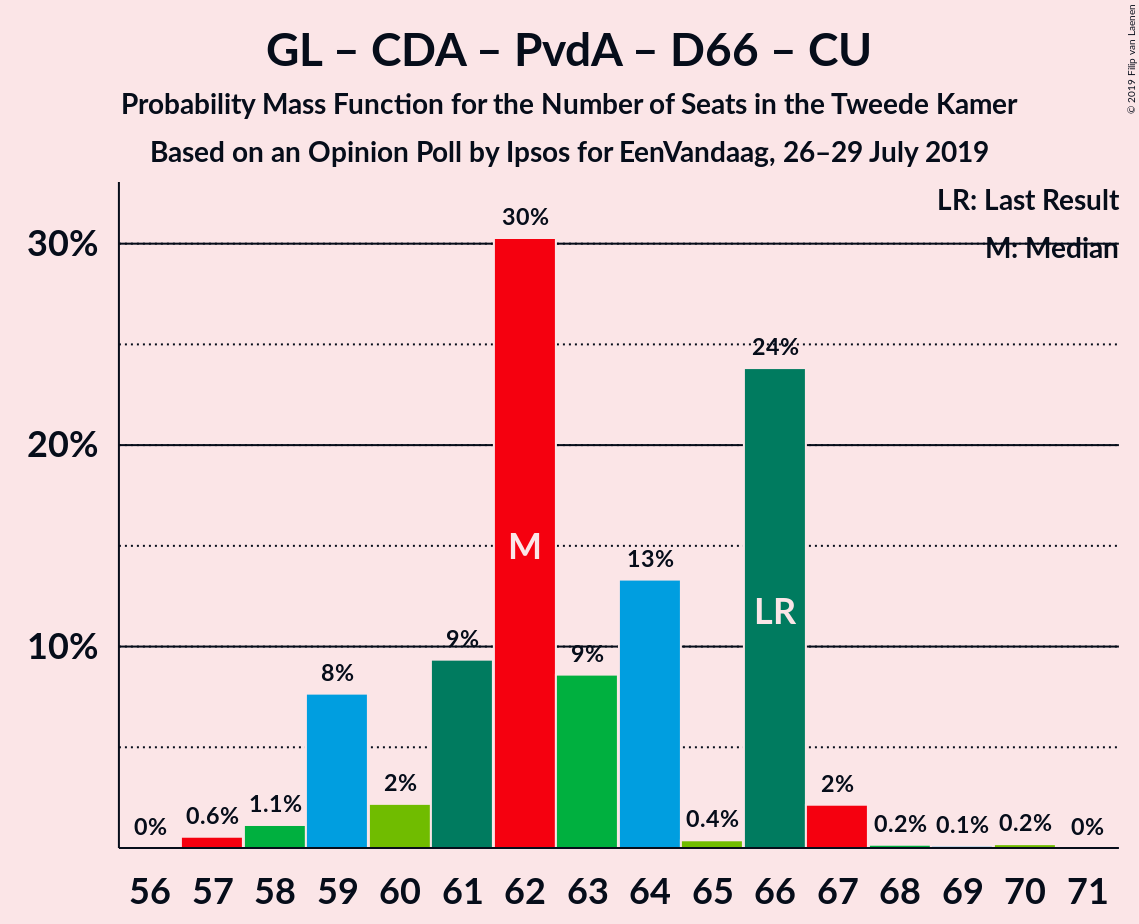 GL – CDA – PvdA – D66 – CU
Probability Mass Function for the Number of Seats in the Tweede Kamer
Based on an Opinion Poll by Ipsos for EenVandaag, 26–29 July 2019
© 2019 Filip van Laenen
LR: Last Result
M: Median
30%
20%
10%
0%
0.6%
1.1%
8%
2%
9%
30%
9%
13%
0.4%
24%
2%
0.2%
0.1%
0.2%
0%
M
LR
56 57 58 59 60 61 62 63 64 65 66 67 68 69 70 71